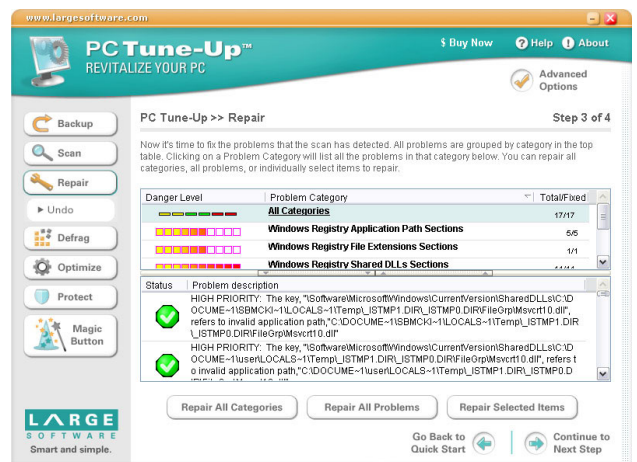 www.largesoftware.com
PC Tune-Up™
REVITALIZE YOUR PC
$ Buy Now
? Help
! About
Advanced
Options
Backup
Scan
Repair
Undo
Defrag
Optimize
Protect
Magic
Button
PC Tune-Up >> Repair
Step 3 of 4
Now it's time to fix the problems that the scan has detected. All problems are grouped by category in the top
table. Clicking on a Problem Category will list all the problems in that category below. You can repair all
categories, all problems, or individually select items to repair.
Danger Level Problem Category Total/Fixed
All Categories 17/17
Windows Registry Application Path Sections 5/5
Windows Registry File Extensions Sections 1/1
Windows Registry Shared DLLs Sections
Status Problem description
HIGH PRIORITY: The key, "\Software\Microsoft\Windows\CurrentVersion\SharedDLLs\C:\D
OCUME~1\SBMCKI~1\LOCALS~1\Temp\_ISTMP1.DIR\_ISTMP0.DIR\FileGrp\Msvcrt10.dll",
refers to invalid application path,"C:\DOCUME~1\SBMCKI~1\LOCALS~1\Temp\_ISTMP1.DIR
\_ISTMP0.DIR\FileGrp\Msvcrt10.dll"
HIGH PRIORITY: The key, "\Software\Microsoft\Windows\CurrentVersion\SharedDLLs\C:\D
OCUME~1\user\LOCALS~1\Temp\_ISTMP1.DIR\_ISTMP0.DIR\FileGrp\Msvcrt10.dll", refers t
o invalid application path,"C:\DOCUME~1\user\LOCALS~1\Temp\_ISTMP1.DIR\_ISTMP0.D
Repair All Categories
Repair All Problems
Repair Selected Items
LARGE
SOFTWARE
Smart and simple.
Go Back to
Quick Start
Continue to
Next Step